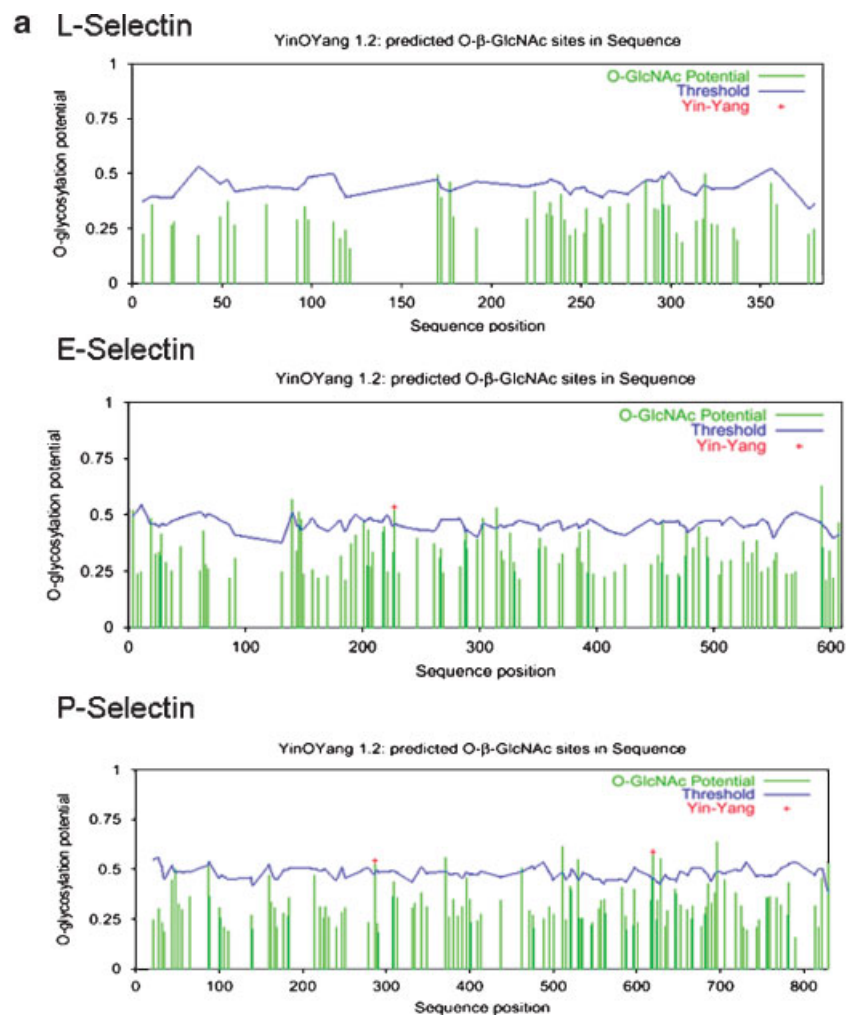 a L-Selectin
YinOYang 1.2: predicted O-β-GlcNAc sites in Sequence
O-GlcNAc Potential
Threshold
Yin-Yang
O-glycosylation potential
1
0.75
0.5
0.25
0
0 50 100 150 200 250 300 350
Sequence position
E-Selectin
YinOYang 1.2: predicted O-β-GlcNAc sites in Sequence
O-GlcNAc Potential
Threshold
Yin-Yang
O-glycosylation potential
1
0.75
0.5
0.25
0
0 100 200 300 400 500 600
Sequence position
P-Selectin
YinOYang 1.2: predicted O-β-GlcNAc sites in Sequence
O-GlcNAc Potential
Threshold
Yin-Yang
O-glycosylation potential
1
0.75
0.5
0.25
0
0 100 200 300 400 500 600 700 800
Sequence position